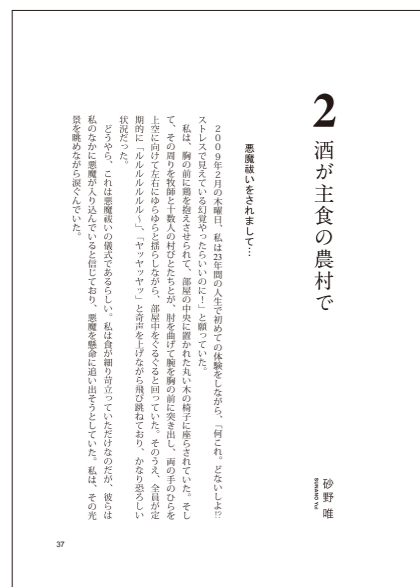 2
酒が主食の農村で
砂野 唯
SUNANO Yui
悪魔祓いをされまして…
２００９年２月の木曜日、私は23年間の人生で初めての体験をしながら、「何これ。どないしよ!?
ストレスで見えている幻覚やったらいいのに！」と願っていた。
私は、胸の前に鶏を抱えさせられて、部屋の中央に置かれた丸い木の椅子に座らされていた。そし
て、その周りを牧師と十数人の村びとたちとが、肘を曲げて腕を胸の前に突き出し、両の手のひらを
上空に向けて左右にゆらゆらと揺らしながら、部屋中をぐるぐると回っていた。そのうえ、全員が定
期的に「ルルルルルルル～」、「ヤッヤッヤッ」と奇声を上げながら飛び跳ねており、かなり恐ろしい
状況だった。
どうやら、これは悪魔祓いの儀式であるらしい。私は食が細り苛立っていただけなのだが、彼らは
私のなかに悪魔が入り込んでいると信じており、悪魔を懸命に追い出そうとしていた。私は、その光
景を眺めながら涙ぐんでいた。
37